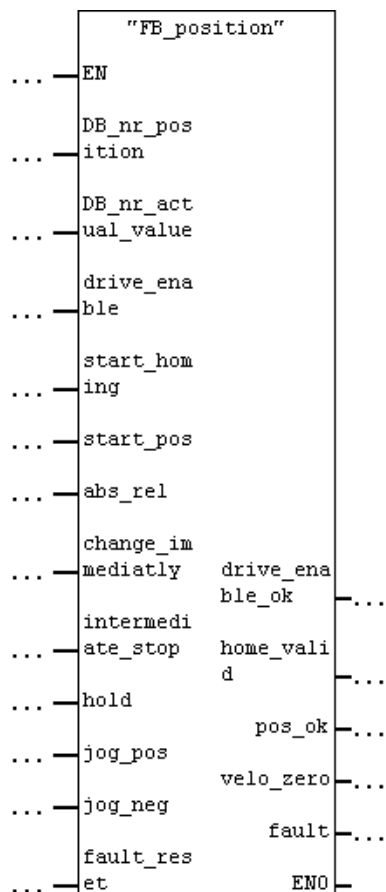 "FB_position"
... EN
DB_nr_pos
... ition
DB_nr_act
... ual_value
drive_ena
... ble
start_hom
... ing
... start_pos
... abs_rel
change_im
... mediatly drive_ena
ble_ok ...
intermedi
... ate_stop home_vali
d ...
... hold
pos_ok ...
... jog_pos
velo_zero ...
... jog_neg
fault ...
fault_res
... et ENO